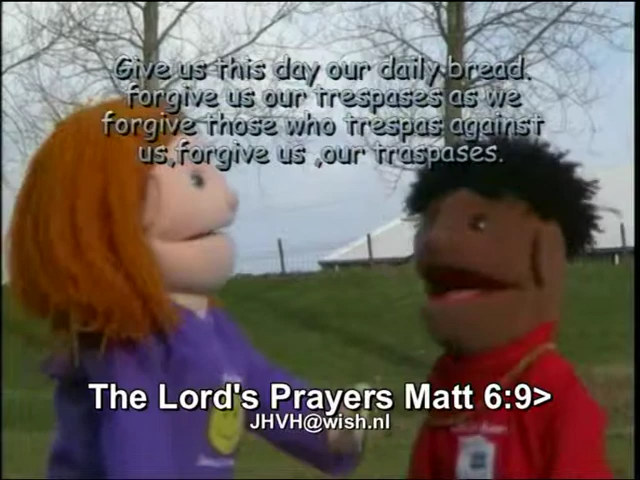 Give us this day our daily bread.
forgive us our trespases as we
forgive those who trespas against
us,forgive us ,our traspases.
The Lord's Prayers Matt 6:9>
JHVH@wish.nl